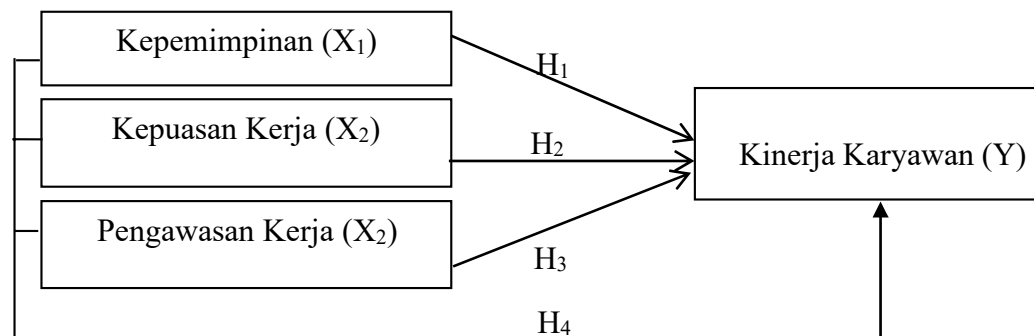 Kepemimpinan (X₁)
H₁
Kepuasan Kerja (X₂)
H₂
Kinerja Karyawan (Y)
Pengawasan Kerja (X₂)
H₃
H₄